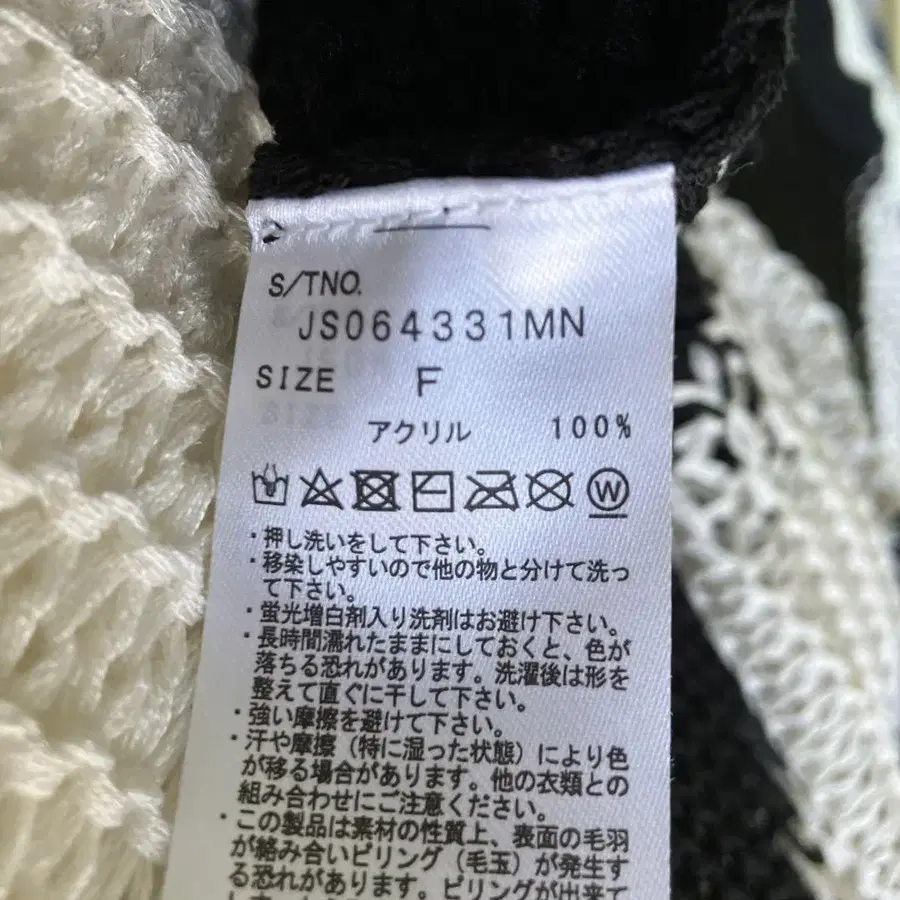 S/TNO.
JS064331MN
SIZE F
アクリル 100%
W
・押し洗いをして下さい。
・移染しやすいので他の物と分けて洗っ
て下さい。
・蛍光増白剤入り洗剤はお避け下さい。
・長時間濡れたままにしておくと、色が
落ちる恐れがあります。洗濯後は形を
整えて直ぐに干して下さい。
・強い摩擦を避けて下さい。
・汗や摩擦（特に湿った状態）により色
が移る場合があります。他の衣類との
組み合わせにご注意ください。
・この製品は素材の性質上、表面の毛羽
が絡み合いピリング（毛玉）が発生す
る恐れがあります。ピリングが出来て